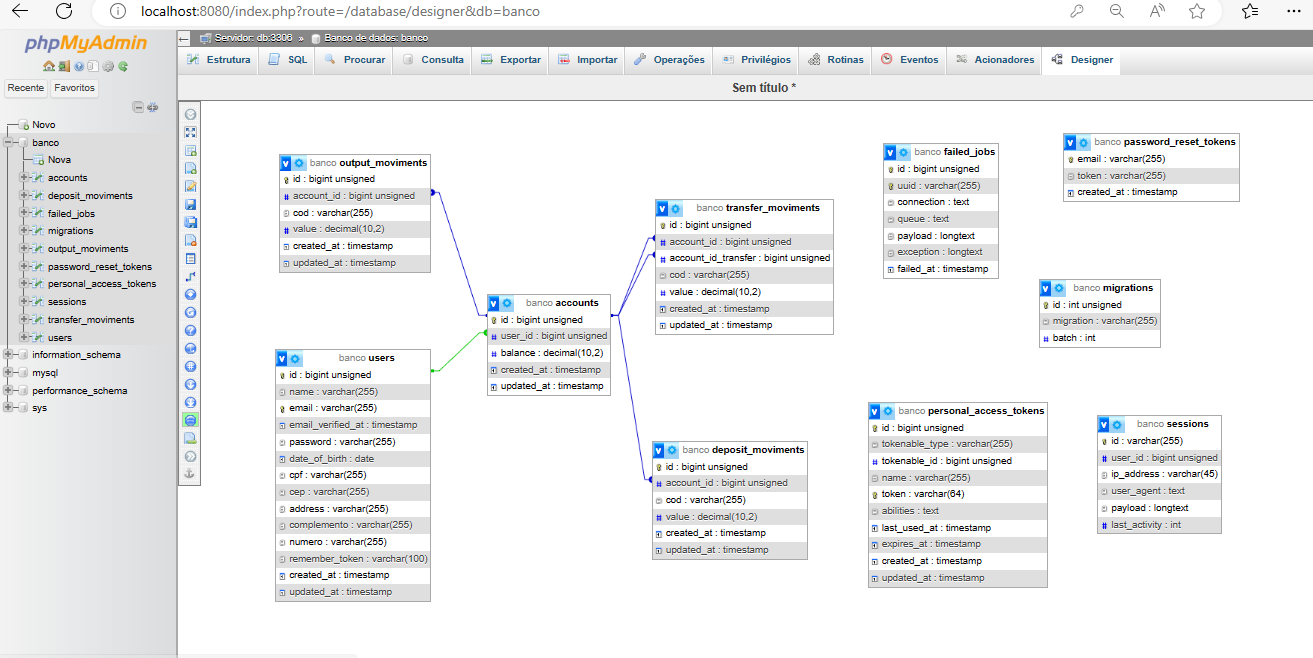 localhost:8080/index.php?route=/database/designer&db=banco
phpMyAdmin
Recente Favoritos
Novo
banco
Nova
accounts
deposit_moviments
failed_jobs
migrations
output_moviments
password_reset_tokens
personal_access_tokens
sessions
transfer_moviments
users
information_schema
mysql
performance_schema
sys
Servidor: db:3306 » Banco de dados: banco
Estrutura SQL Procurar Consulta Exportar Importar Operações Privilégios Rotinas Eventos Acionadores Designer
Sem título *
banco output_moviments
id : bigint unsigned
account_id : bigint unsigned
cod : varchar(255)
value : decimal(10,2)
created_at : timestamp
updated_at : timestamp
banco users
id : bigint unsigned
name : varchar(255)
email : varchar(255)
email_verified_at : timestamp
password : varchar(255)
date_of_birth : date
cpf : varchar(255)
cep : varchar(255)
address : varchar(255)
complemento : varchar(255)
numero : varchar(255)
remember_token : varchar(100)
created_at : timestamp
updated_at : timestamp
banco accounts
id : bigint unsigned
user_id : bigint unsigned
balance : decimal(10,2)
created_at : timestamp
updated_at : timestamp
banco transfer_moviments
id : bigint unsigned
account_id : bigint unsigned
account_id_transfer : bigint unsigned
cod : varchar(255)
value : decimal(10,2)
created_at : timestamp
updated_at : timestamp
banco deposit_moviments
id : bigint unsigned
account_id : bigint unsigned
cod : varchar(255)
value : decimal(10,2)
created_at : timestamp
updated_at : timestamp
banco failed_jobs
id : bigint unsigned
uuid : varchar(255)
connection : text
queue : text
payload : longtext
exception : longtext
failed_at : timestamp
banco password_reset_tokens
email : varchar(255)
token : varchar(255)
created_at : timestamp
banco migrations
id : int unsigned
migration : varchar(255)
batch : int
banco personal_access_tokens
id : bigint unsigned
tokenable_type : varchar(255)
tokenable_id : bigint unsigned
name : varchar(255)
token : varchar(64)
abilities : text
last_used_at : timestamp
expires_at : timestamp
created_at : timestamp
updated_at : timestamp
banco sessions
id : varchar(255)
user_id : bigint unsigned
ip_address : varchar(45)
user_agent : text
payload : longtext
last_activity : int